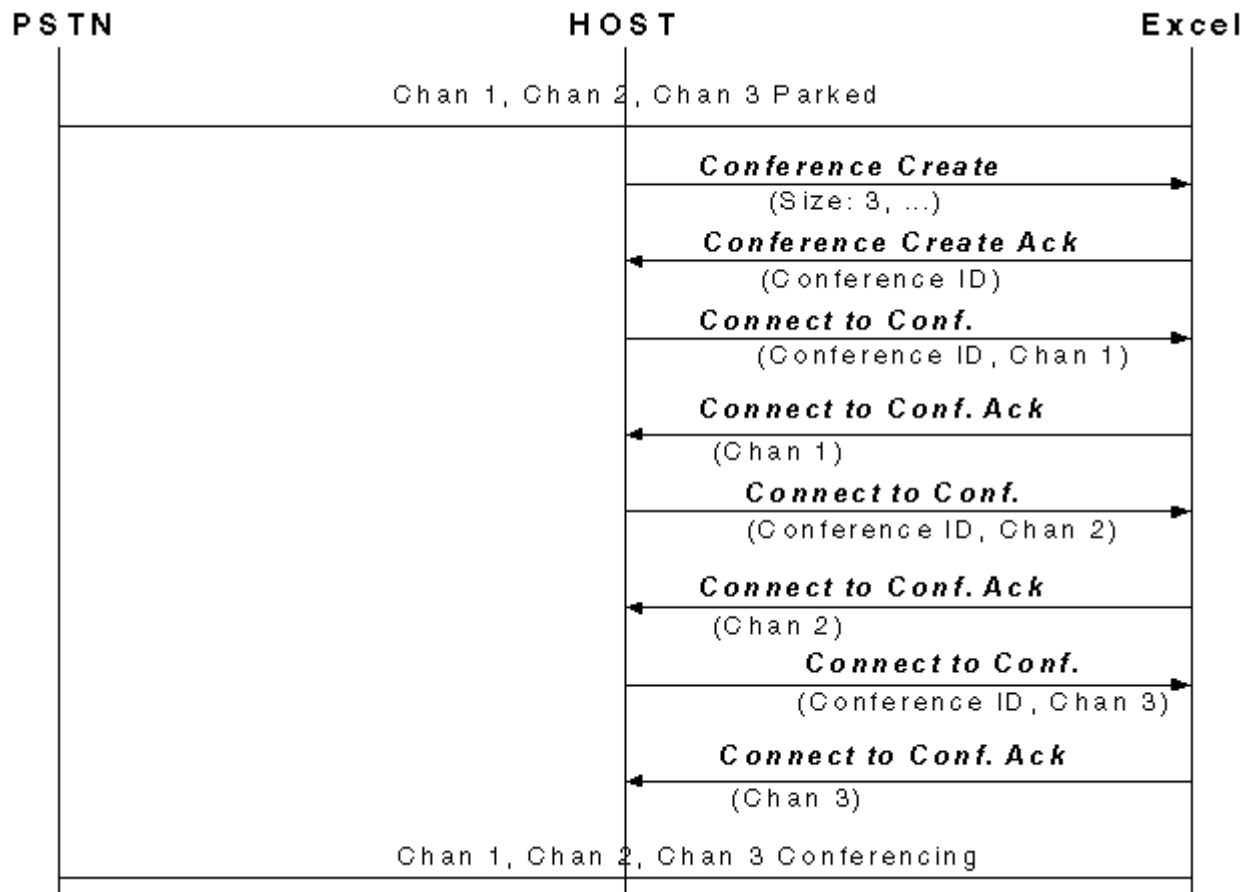 PSTN HOST Excel
Chan 1, Chan 2, Chan 3 Parked
Conference Create
(Size: 3, ...)
Conference Create Ack
(Conference ID)
Connect to Conf.
(Conference ID, Chan 1)
Connect to Conf. Ack
(Chan 1)
Connect to Conf.
(Conference ID, Chan 2)
Connect to Conf. Ack
(Chan 2)
Connect to Conf.
(Conference ID, Chan 3)
Connect to Conf. Ack
(Chan 3)
Chan 1, Chan 2, Chan 3 Conferencing